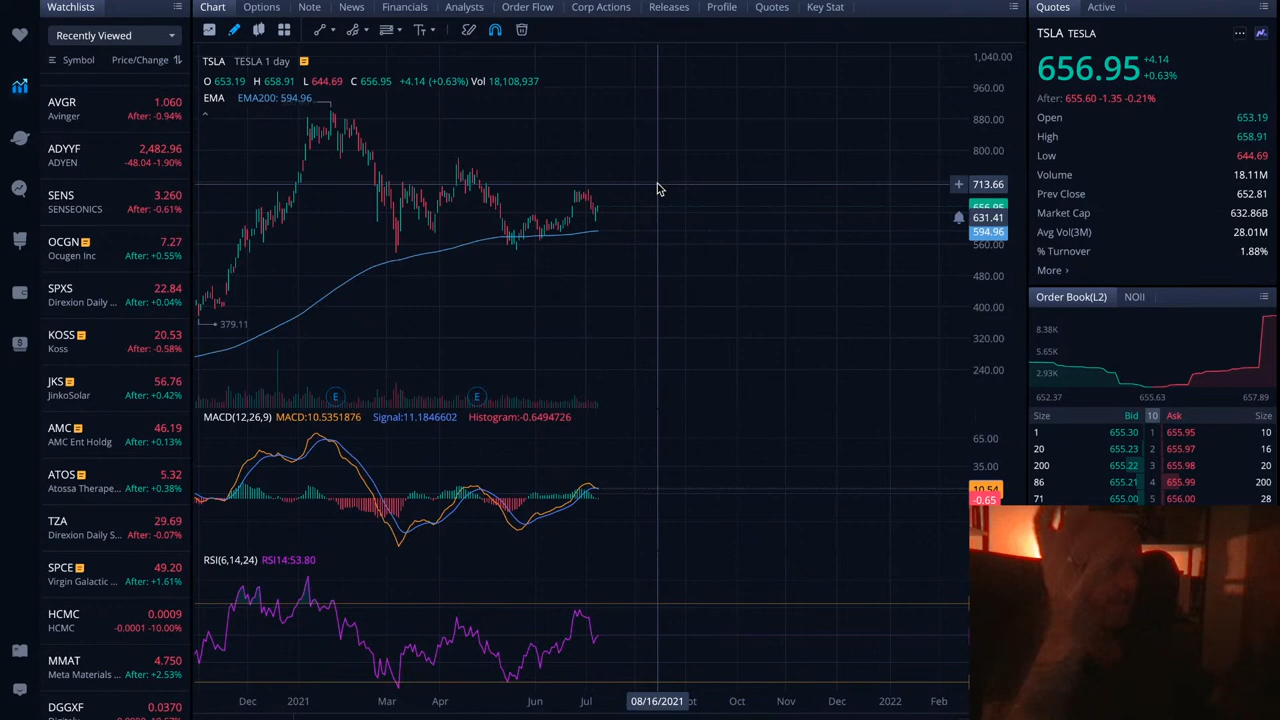 Watchlists
Recently Viewed
Symbol Price/Change
AVGR 1.060
Avinger After: -0.94%
ADYYF 2,482.96
ADYEN -48.04 -1.90%
SENS 3.260
SENSEONICS After: -0.61%
OCGN 7.27
Ocugen Inc After: +0.55%
SPXS 22.84
Direxion Daily ... After: +0.04%
KOSS 20.53
Koss After: -0.58%
JKS 56.76
JinkoSolar After: +0.42%
AMC 46.19
AMC Ent Holdg After: +0.13%
ATOS 5.32
Atossa Therape... After: +0.38%
TZA 29.69
Direxion Daily S... After: -0.07%
SPCE 49.20
Virgin Galactic ... After: +1.61%
HCMC 0.0009
HCMC -0.0001 -10.00%
MMAT 4.750
Meta Materials ... After: +2.53%
DGGXF 0.0370
Chart Options Note News Financials Analysts Order Flow Corp Actions Releases Profile Quotes Key Stat
TSLA TESLA 1 day
O 653.19 H 658.91 L 644.69 C 656.95 +4.14 (+0.63%) Vol 18,108,937
EMA EMA200: 594.96
379.11
E E
1,040.00
960.00
880.00
800.00
713.66
656.95
631.41
594.96
560.00
480.00
400.00
320.00
240.00
MACD(12,26,9) MACD:10.5351876 Signal:11.1846602 Histogram:-0.6494726
65.00
35.00
10.54
-0.65
RSI(6,14,24) RSI14:53.80
Dec 2021 Mar Apr Jun Jul 08/16/2021 Oct Nov Dec 2022 Feb
Quotes Active
TSLA TESLA
656.95 +4.14
+0.63%
After: 655.60 -1.35 -0.21%
Open 653.19
High 658.91
Low 644.69
Volume 18.11M
Prev Close 652.81
Market Cap 632.86B
Avg Vol(3M) 28.01M
% Turnover 1.88%
More
Order Book(L2) NOII
8.38K
5.65K
2.93K
652.37 655.63 657.89
Size Bid 10 Ask Size
1 655.30 1 655.95 10
20 655.23 2 655.97 16
200 655.22 3 655.98 20
86 655.21 4 655.99 200
71 655.00 5 656.00 28